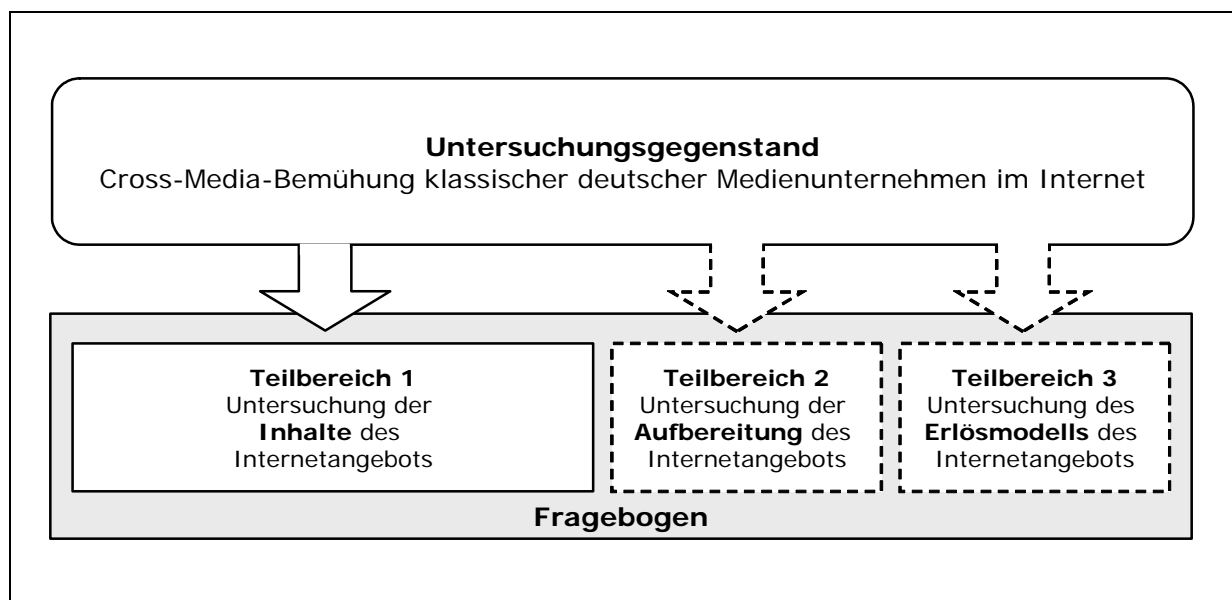 Untersuchungsgegenstand
Cross-Media-Bemühung klassischer deutscher Medienunternehmen im Internet
Teilbereich 1
Untersuchung der
Inhalte des
Internetangebots
Teilbereich 2
Untersuchung der
Aufbereitung des
Internetangebots
Teilbereich 3
Untersuchung des
Erlösmodells des
Internetangebots
Fragebogen